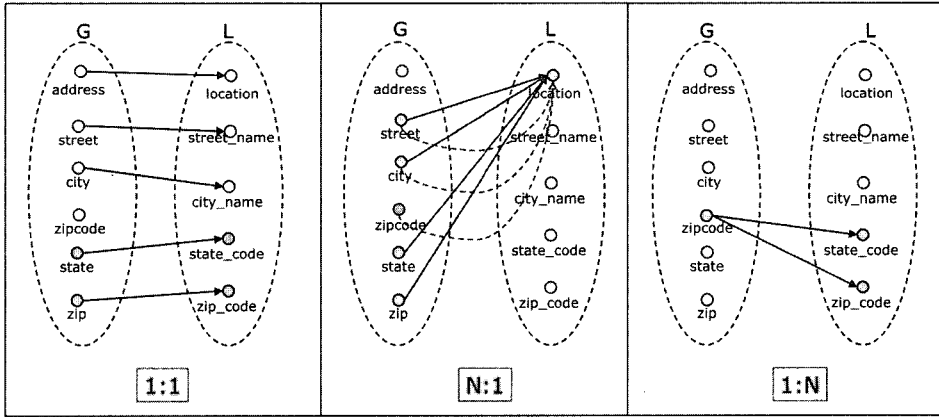 G L
address
location
street
street_name
city
city_name
zipcode
state
state_code
zip
zip_code
1:1
G L
address
location
street
street_name
city
city_name
zipcode
state
state_code
zip
zip_code
N:1
G L
address
location
street
street_name
city
city_name
zipcode
state
state_code
zip
zip_code
1:N